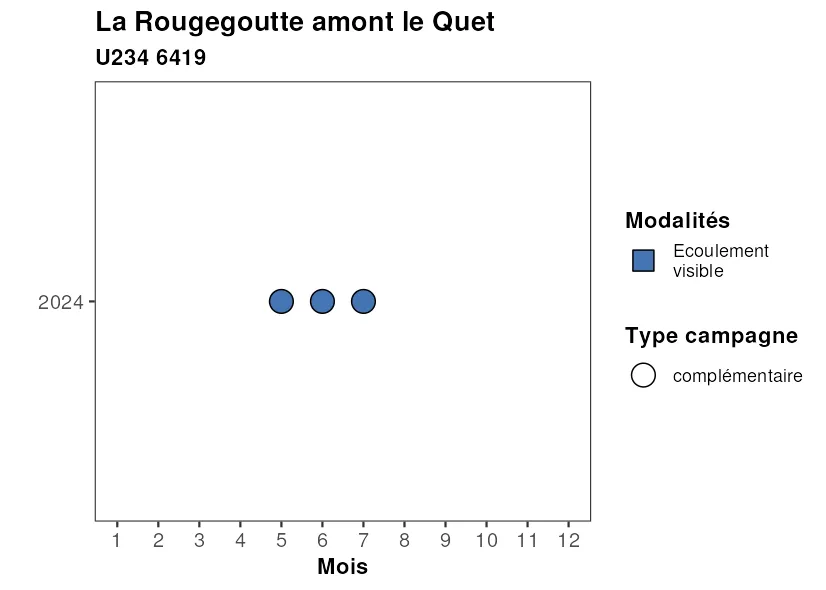 La Rougegoutte amont le Quet
U234 6419
2024
1 2 3 4 5 6 7 8 9 10 11 12
Mois
Modalités
Ecoulement
visible
Type campagne
complémentaire